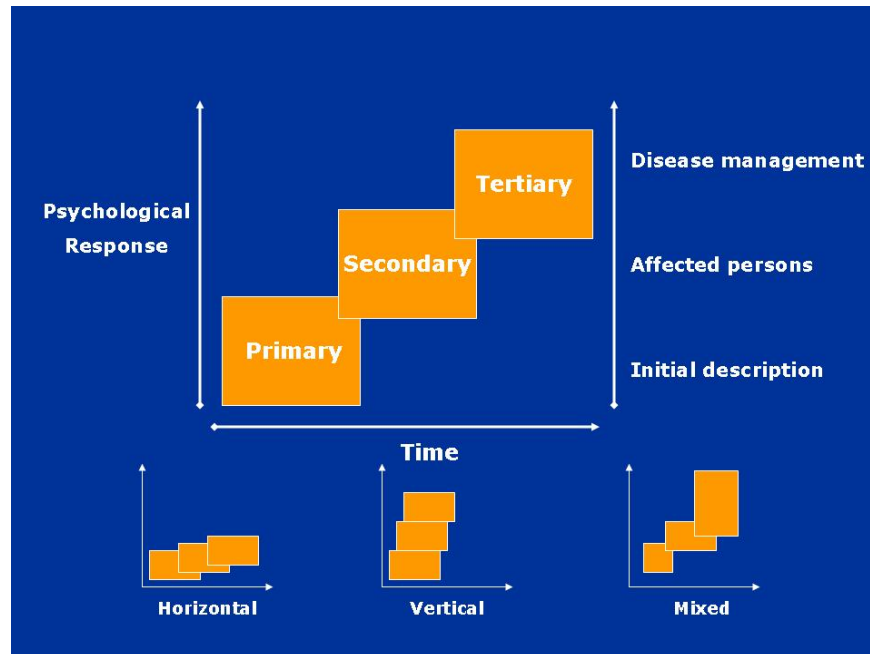 Disease management
Tertiary
Psychological
Response
Secondary
Affected persons
Primary
Initial description
Time
Horizontal
Vertical
Mixed